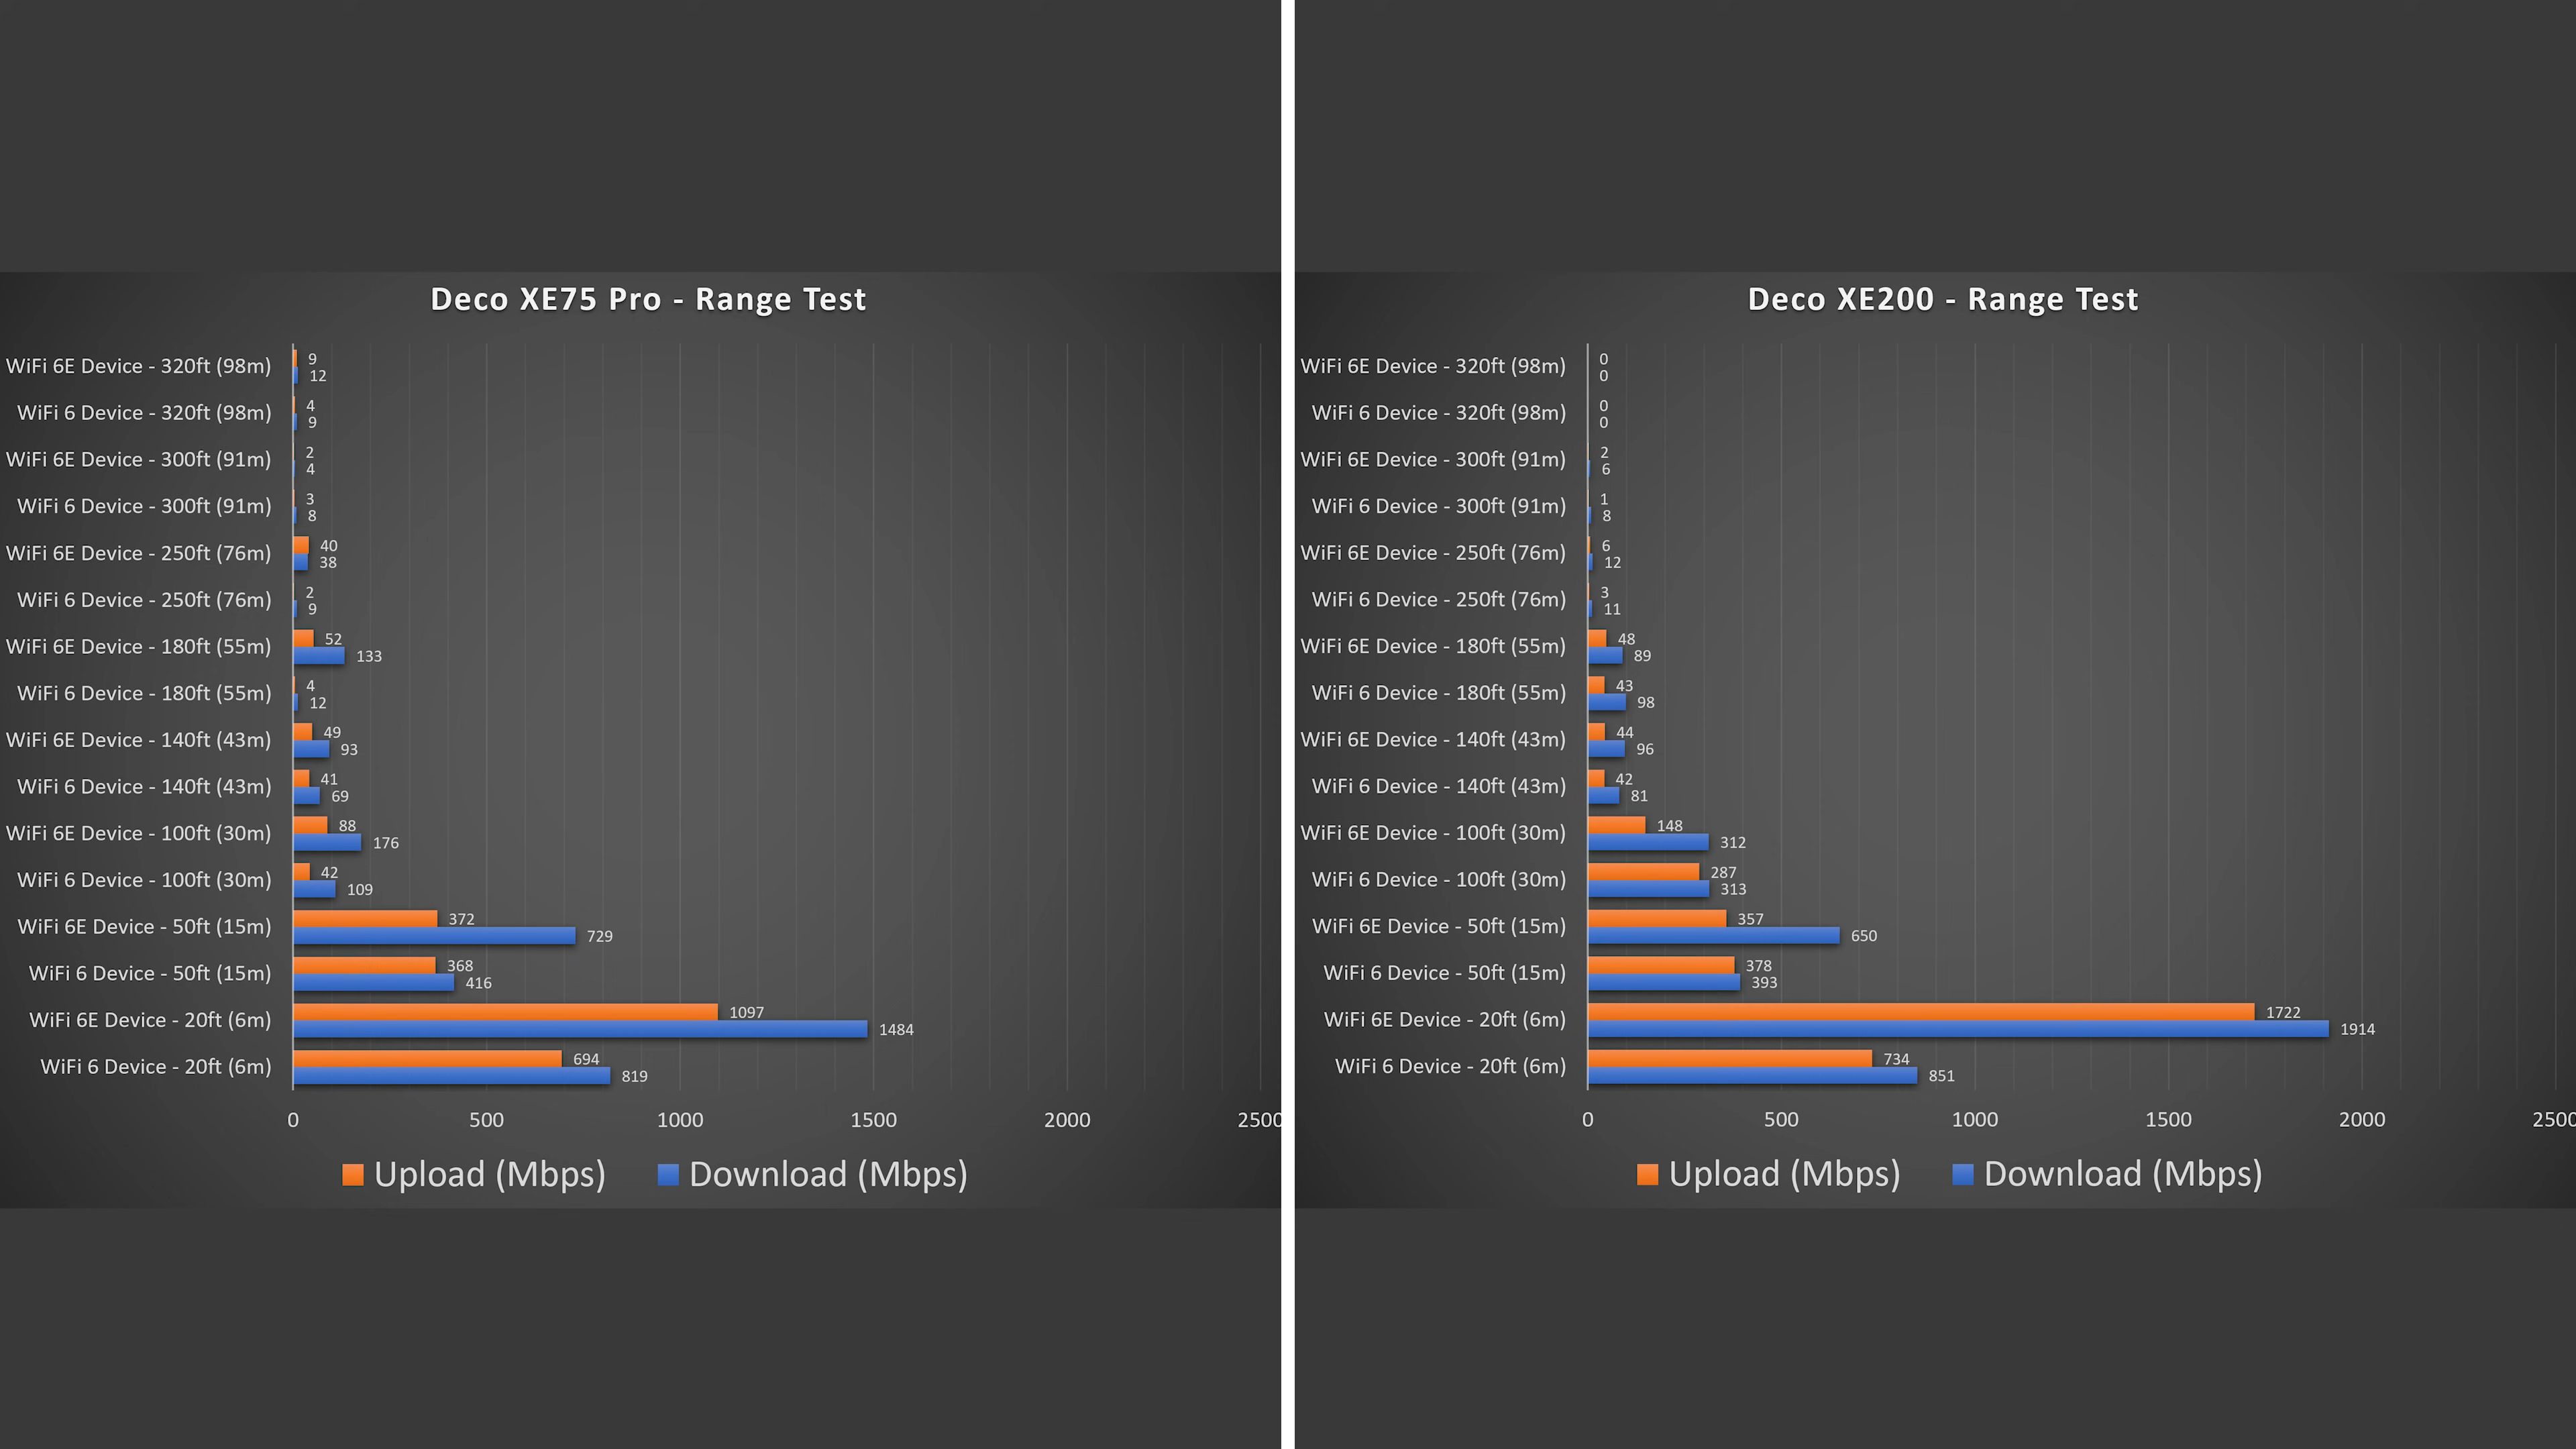 Deco XE75 Pro - Range Test
WiFi 6E Device - 320ft (98m)
9
12
WiFi 6 Device - 320ft (98m)
4
9
WiFi 6E Device - 300ft (91m)
2
4
WiFi 6 Device - 300ft (91m)
3
8
WiFi 6E Device - 250ft (76m)
40
38
WiFi 6 Device - 250ft (76m)
2
9
WiFi 6E Device - 180ft (55m)
52
133
WiFi 6 Device - 180ft (55m)
4
12
WiFi 6E Device - 140ft (43m)
49
93
WiFi 6 Device - 140ft (43m)
41
69
WiFi 6E Device - 100ft (30m)
88
176
WiFi 6 Device - 100ft (30m)
42
109
WiFi 6E Device - 50ft (15m)
372
729
WiFi 6 Device - 50ft (15m)
368
416
WiFi 6E Device - 20ft (6m)
1097
1484
WiFi 6 Device - 20ft (6m)
694
819
0 500 1000 1500 2000 2500
Upload (Mbps) Download (Mbps)
Deco XE200 - Range Test
WiFi 6E Device - 320ft (98m)
0
0
WiFi 6 Device - 320ft (98m)
0
0
WiFi 6E Device - 300ft (91m)
2
6
WiFi 6 Device - 300ft (91m)
1
8
WiFi 6E Device - 250ft (76m)
6
12
WiFi 6 Device - 250ft (76m)
3
11
WiFi 6E Device - 180ft (55m)
48
89
WiFi 6 Device - 180ft (55m)
43
98
WiFi 6E Device - 140ft (43m)
44
96
WiFi 6 Device - 140ft (43m)
42
81
WiFi 6E Device - 100ft (30m)
148
312
WiFi 6 Device - 100ft (30m)
287
313
WiFi 6E Device - 50ft (15m)
357
650
WiFi 6 Device - 50ft (15m)
378
393
WiFi 6E Device - 20ft (6m)
1722
1914
WiFi 6 Device - 20ft (6m)
734
851
0 500 1000 1500 2000 2500
Upload (Mbps) Download (Mbps)